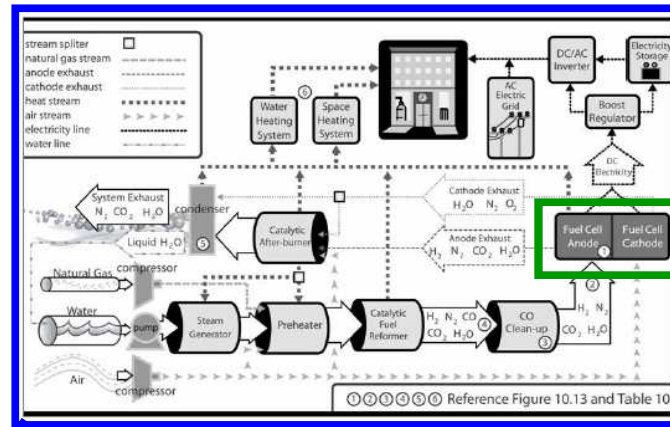 stream spliter
natural gas stream
anode exhaust
cathode exhaust
heat stream
air stream
electricity line
water line
⑥
Water
Heating
System
Space
Heating
System
AC
Electric
Grid
DC/AC
Inverter
Electricity
Storage
Boost
Regulator
DC
Electricity
System Exhaust
N₂ CO₂ H₂O
Liquid H₂O
condenser
⑤
Catalytic
After-burner
Cathode Exhaust
H₂O N₂ O₂
Anode Exhaust
H₂ N₂ CO₂ H₂O
Fuel Cell
Anode ①
Fuel Cell
Cathode
②
Natural Gas
compressor
Water
pump
Steam
Generator
Preheater
Catalytic
Fuel
Reformer
H₂ N₂ CO
④
CO₂ H₂O
CO
Clean-up
③
H₂ N₂
CO₂ H₂O
Air
compressor
①②③④⑤⑥ Reference Figure 10.13 and Table 10